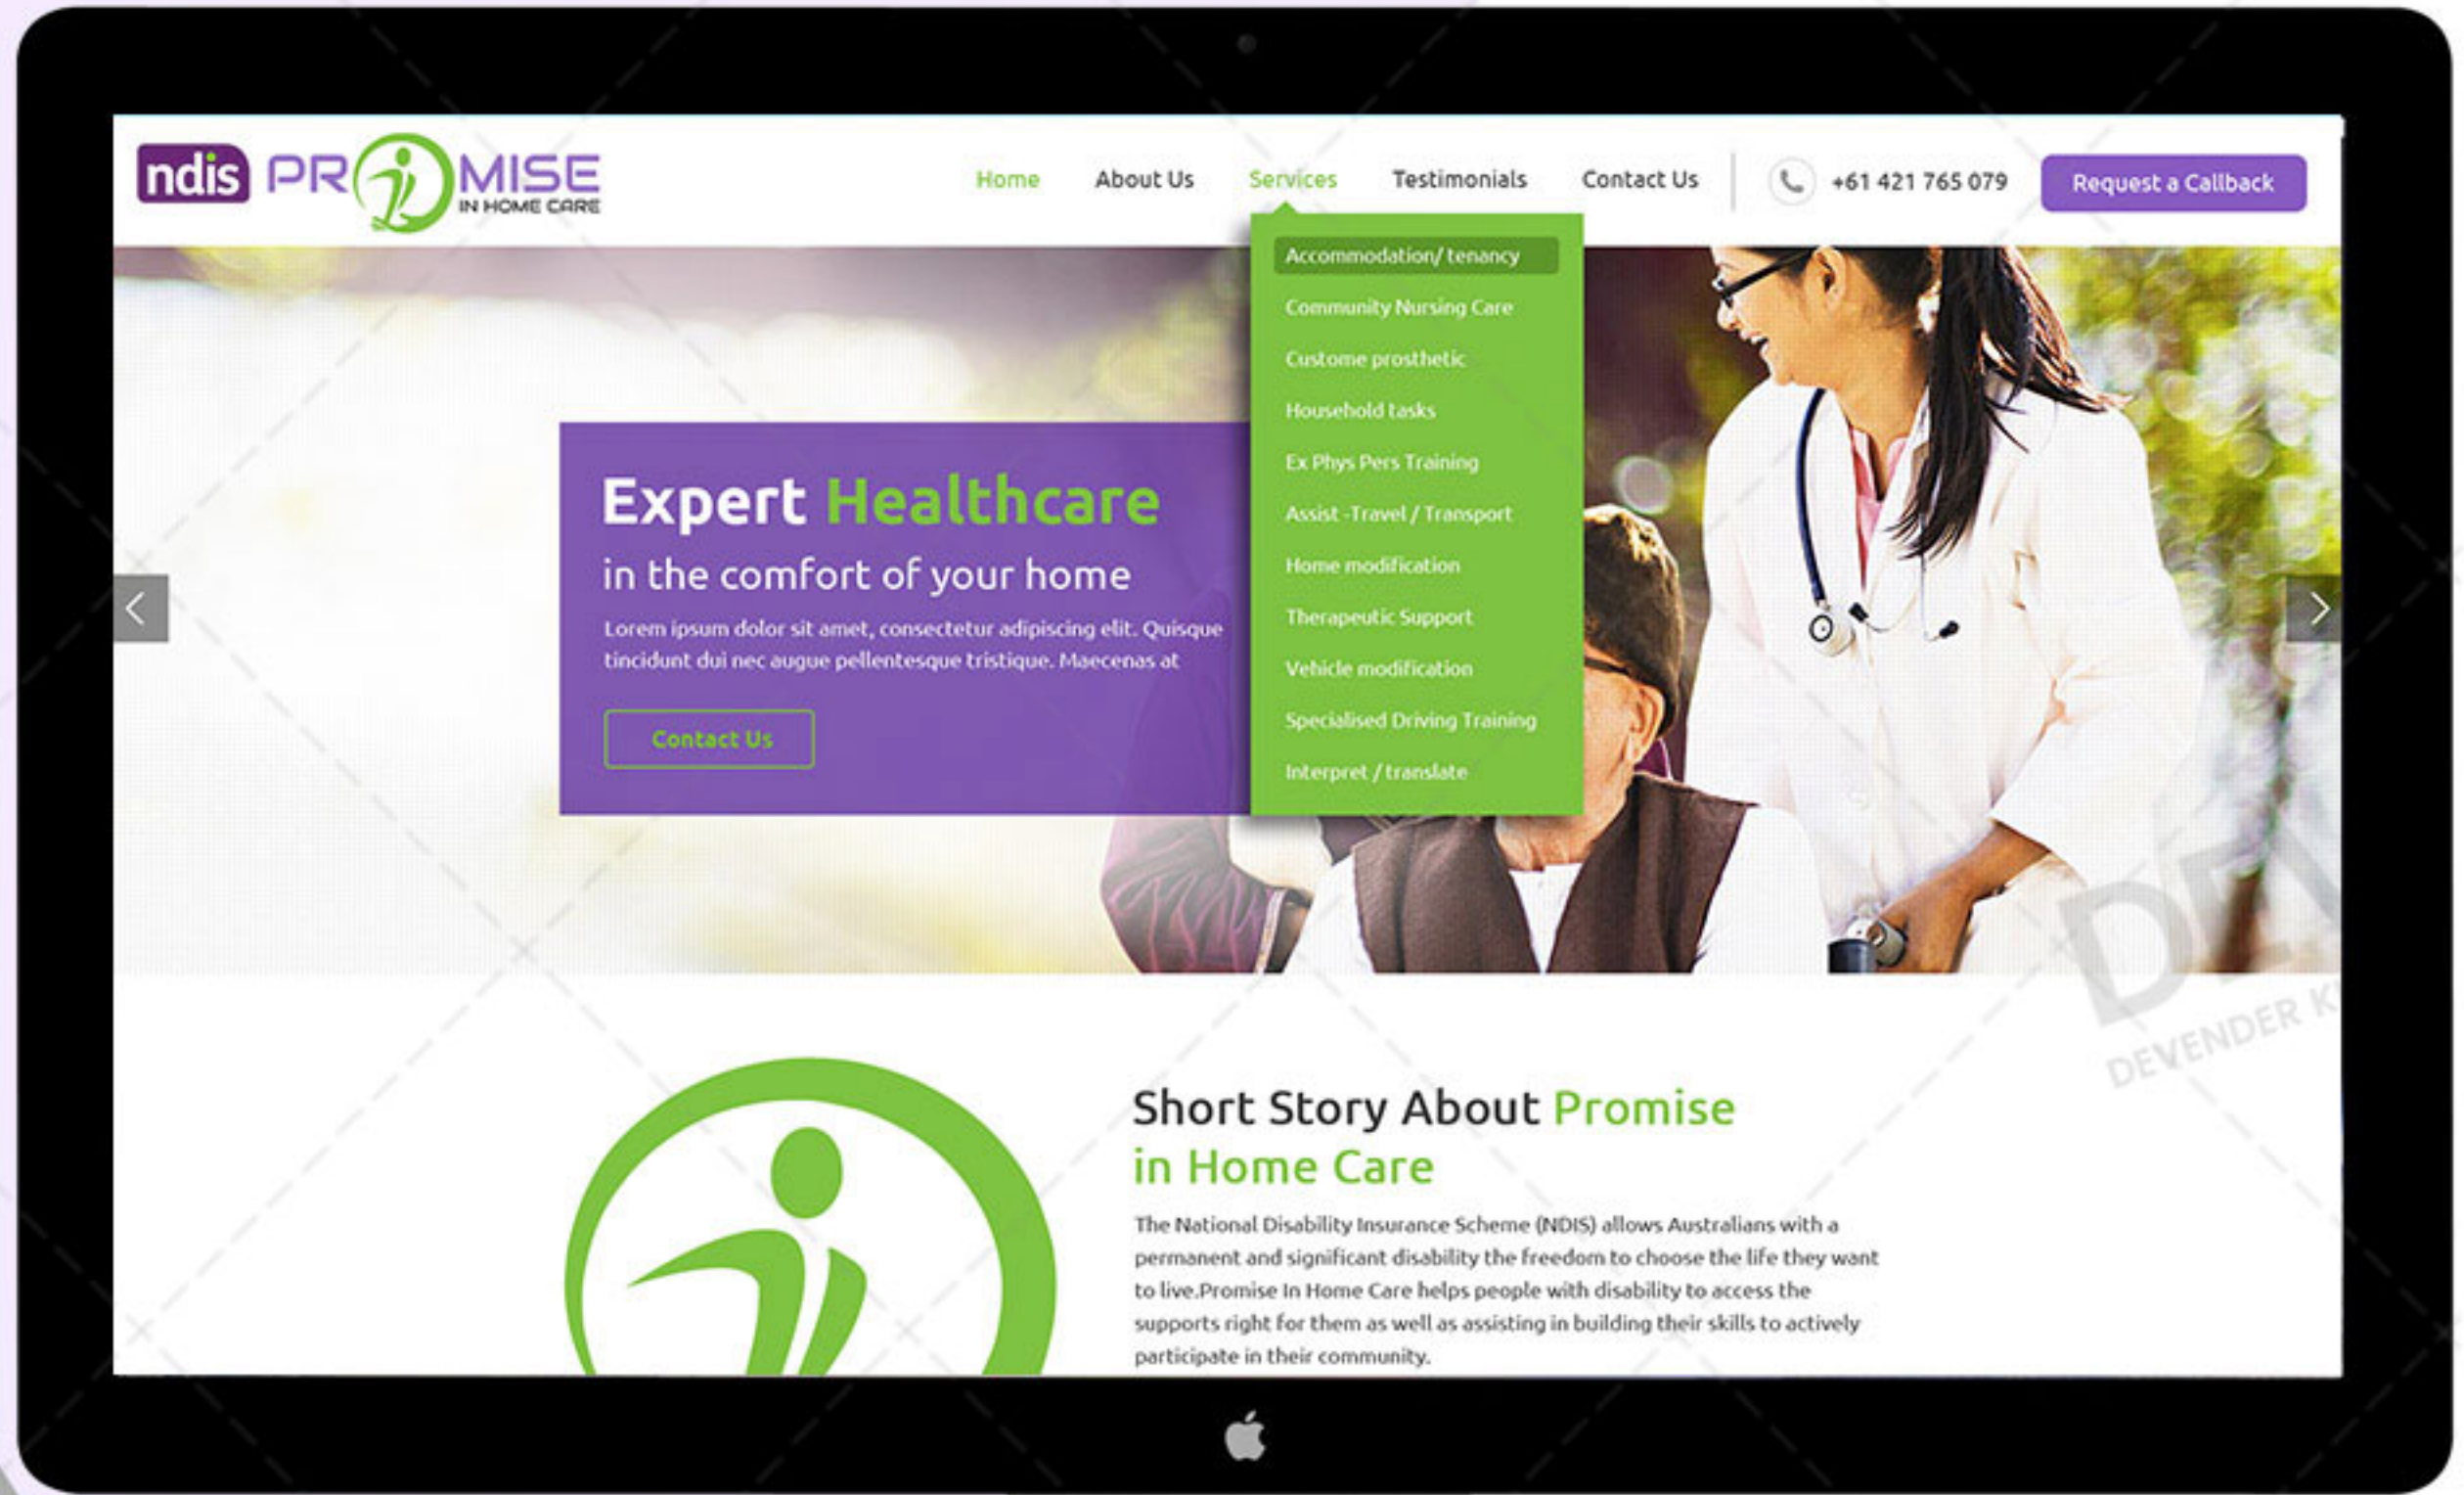 ndis PROMISE
IN HOME CARE
Home About Us Services Testimonials Contact Us +61 421 765 079 Request a Callback
Accommodation/ tenancy
Community Nursing Care
Custome prosthetic
Household tasks
Ex Phys Pers Training
Assist -Travel / Transport
Home modification
Therapeutic Support
Vehicle modification
Specialised Driving Training
Interpret / translate
Expert Healthcare
in the comfort of your home
Lorem ipsum dolor sit amet, consectetur adipiscing elit. Quisque
tincidunt dui nec augue pellentesque tristique. Maecenas at
Contact Us
Short Story About Promise
in Home Care
The National Disability Insurance Scheme (NDIS) allows Australians with a
permanent and significant disability the freedom to choose the life they want
to live.Promise In Home Care helps people with disability to access the
supports right for them as well as assisting in building their skills to actively
participate in their community.
DEVENDER